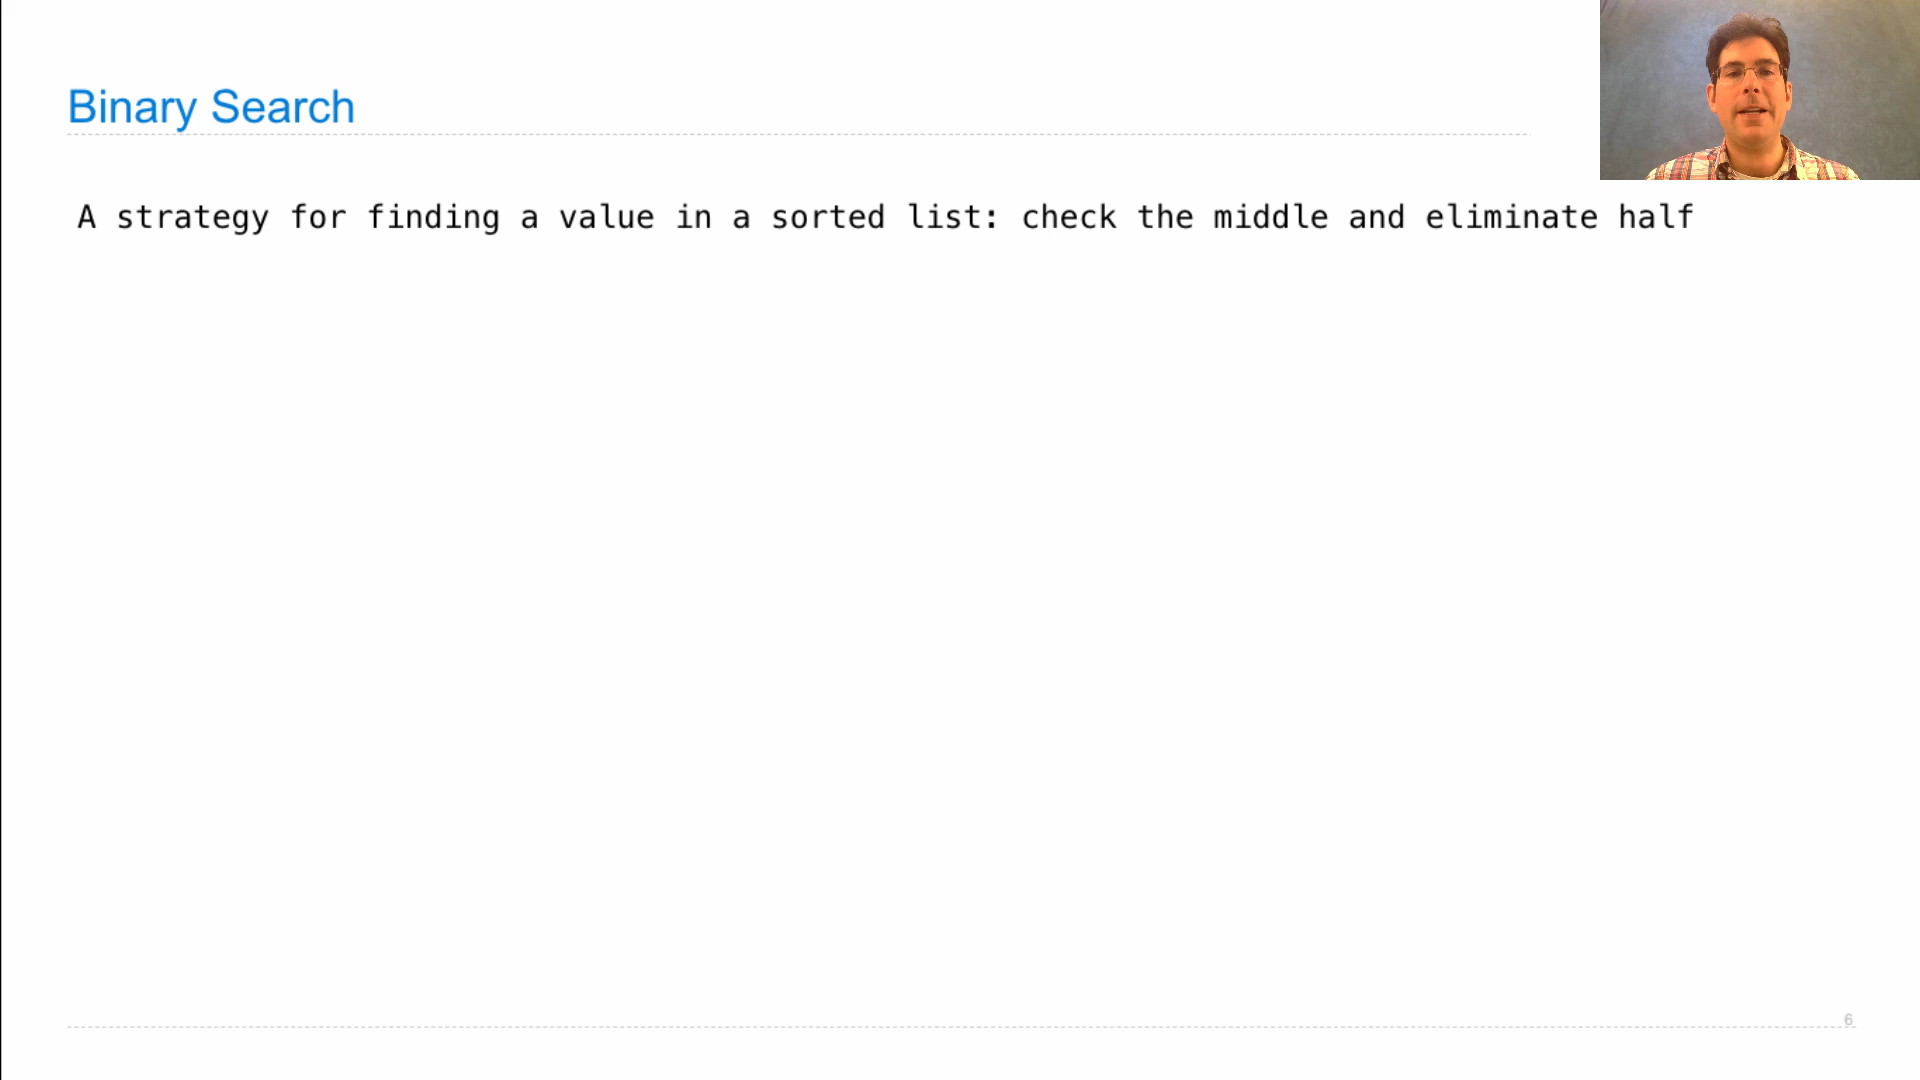 Binary Search
A strategy for finding a value in a sorted list: check the middle and eliminate half
6